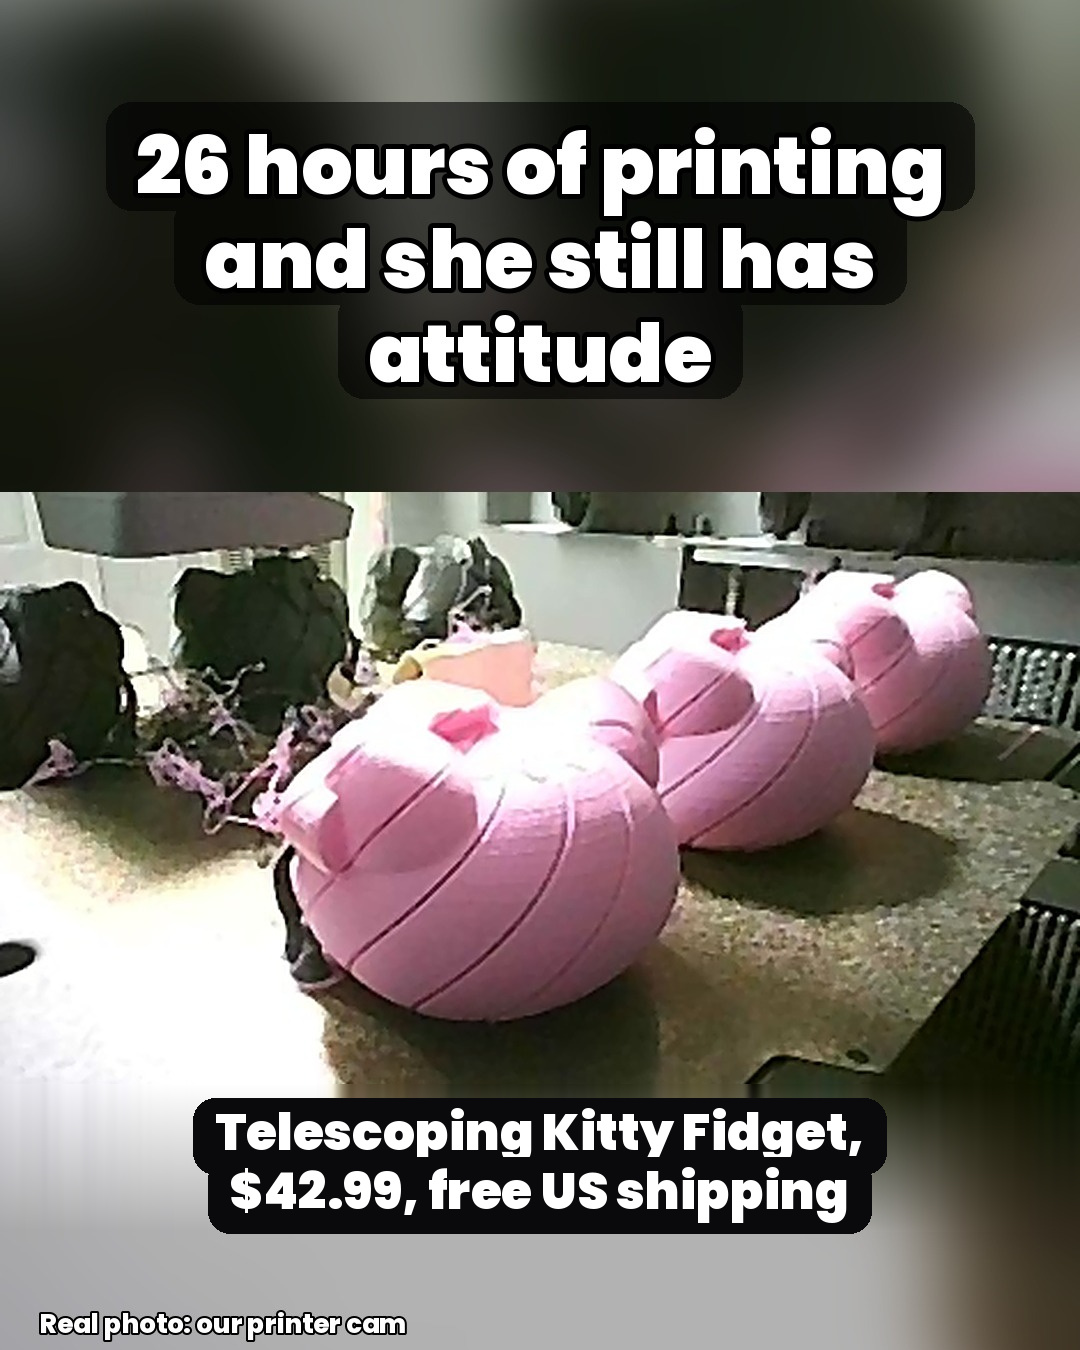 26 hours of printing
and she still has
attitude
Telescoping Kitty Fidget,
$42.99, free US shipping
Real photo: our printer cam